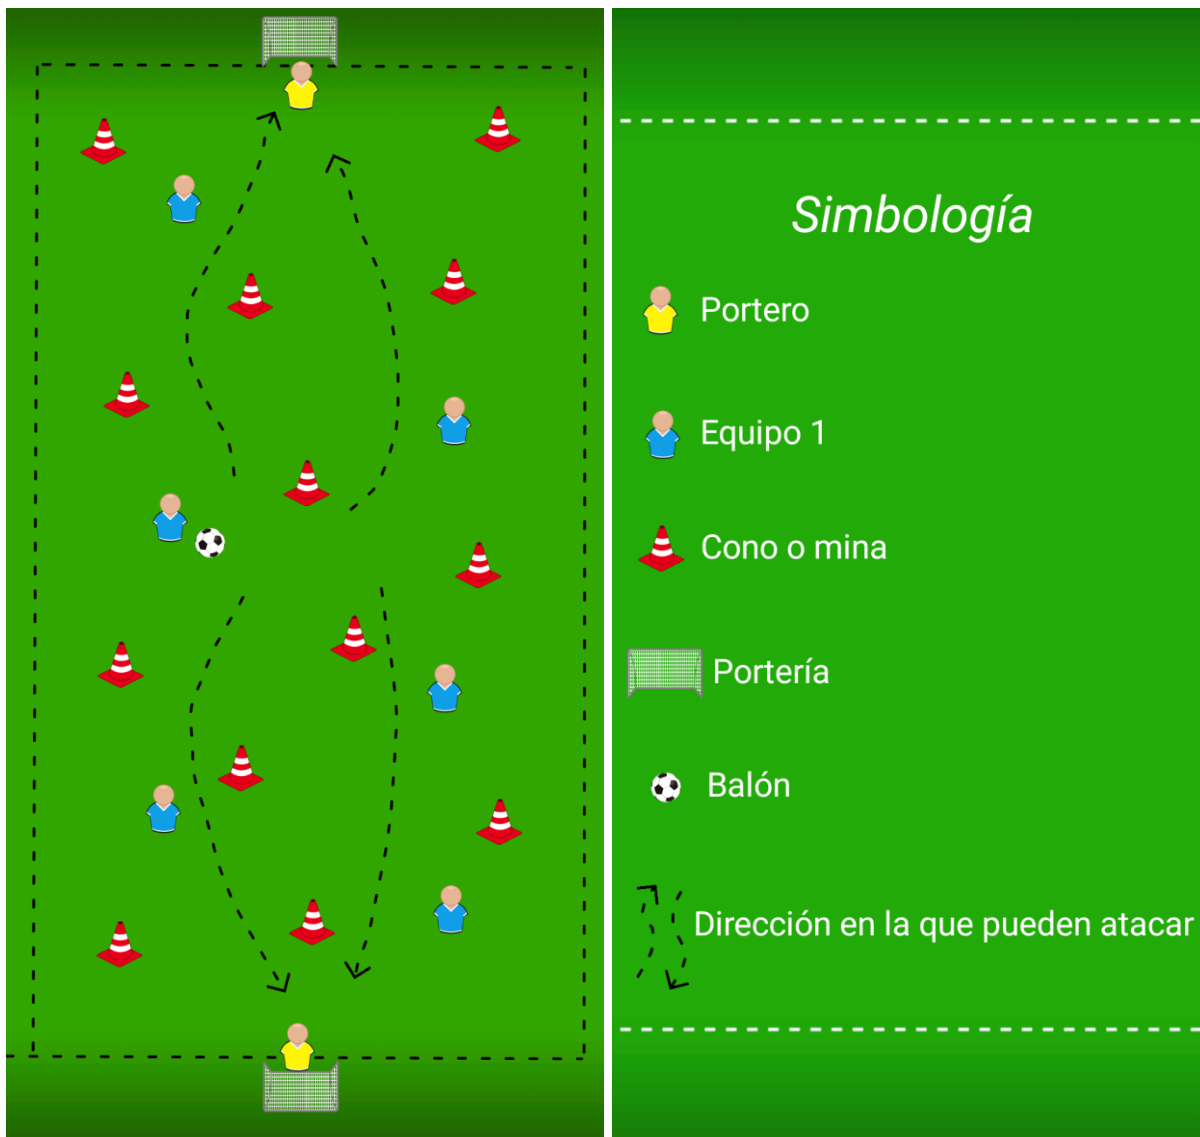 Simbología
Portero
Equipo 1
Cono o mina
Portería
Balón
Dirección en la que pueden atacar